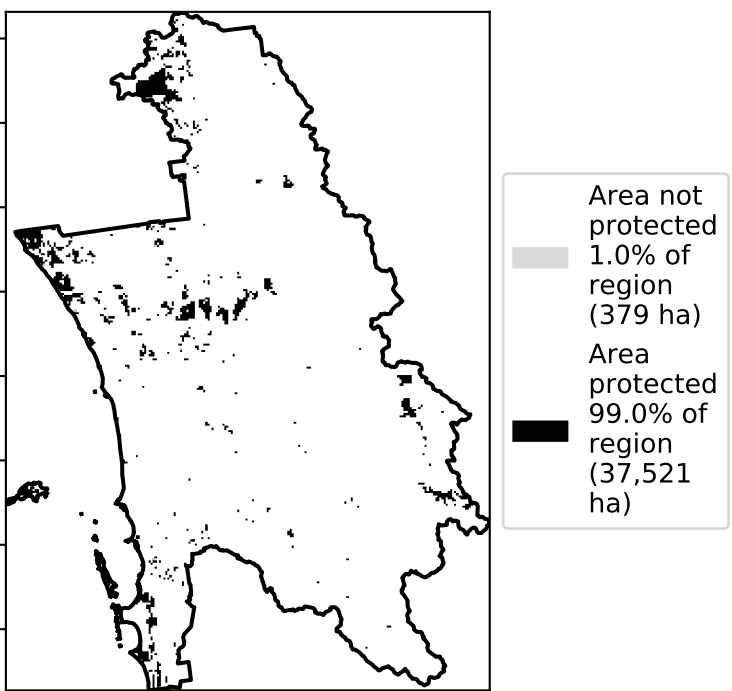 Area not
protected
1.0% of
region
(379 ha)
Area
protected
99.0% of
region
(37,521
ha)